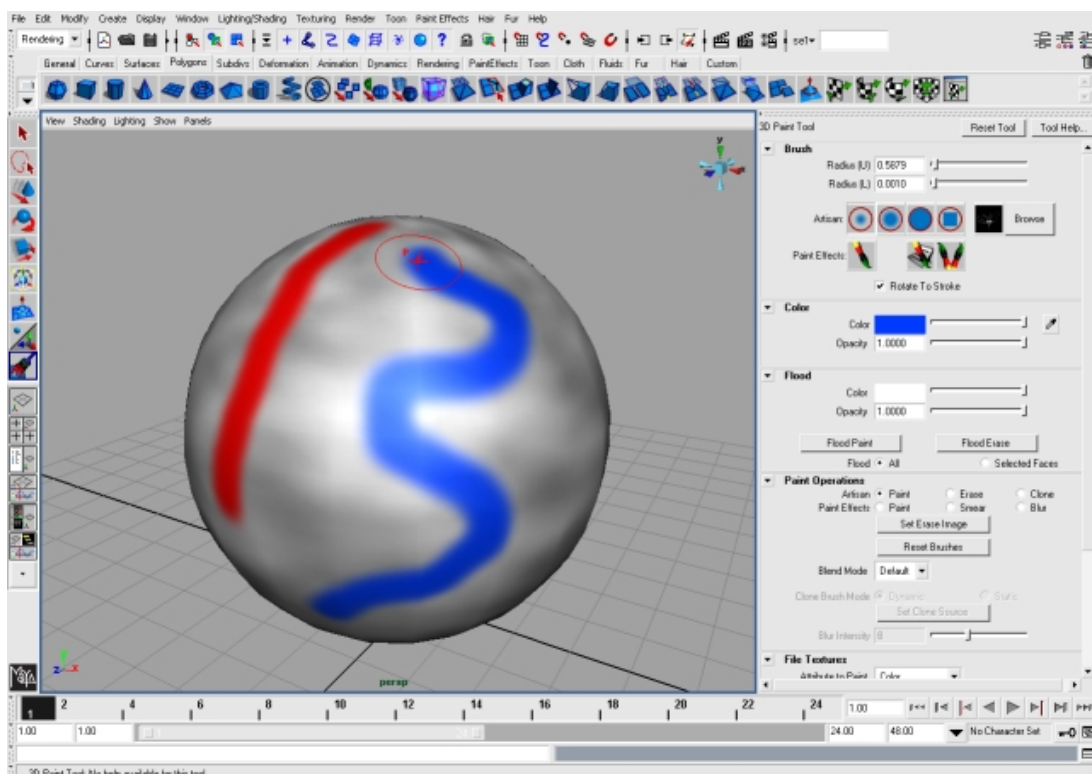 File Edit Modify Create Display Window Lighting/Shading Texturing Render Toon Paint Effects Hair Fur Help
Rendering sel
General Curves Surfaces Polygons Subdivs Deformation Animation Dynamics Rendering PaintEffects Toon Cloth Fluids Fur Hair Custom
View Shading Lighting Show Panels
3D Paint Tool Reset Tool Tool Help...
Brush
Radius (U) 0.5879
Radius (L) 0.0010
Artisan: Browse
Paint Effects:
Rotate To Stroke
Color
Color
Opacity 1.0000
Flood
Color
Opacity 1.0000
Flood Paint Flood Erase
Flood All Selected Faces
Paint Operations
Artisan Paint Erase Clone
Paint Effects Paint Smear Blur
Set Erase Image
Reset Brushes
Blend Mode Default
Clone Brush Mode Dynamic Static
Set Clone Source
Blur Intensity 8
File Textures
Attribute to Paint Color
y
z x
persp
MAYA
1 2 4 6 8 10 12 14 16 18 20 22 24 1.00
1.00 1.00 1 24 24.00 48.00 No Character Set
3D Paint Tool: No help available for this tool